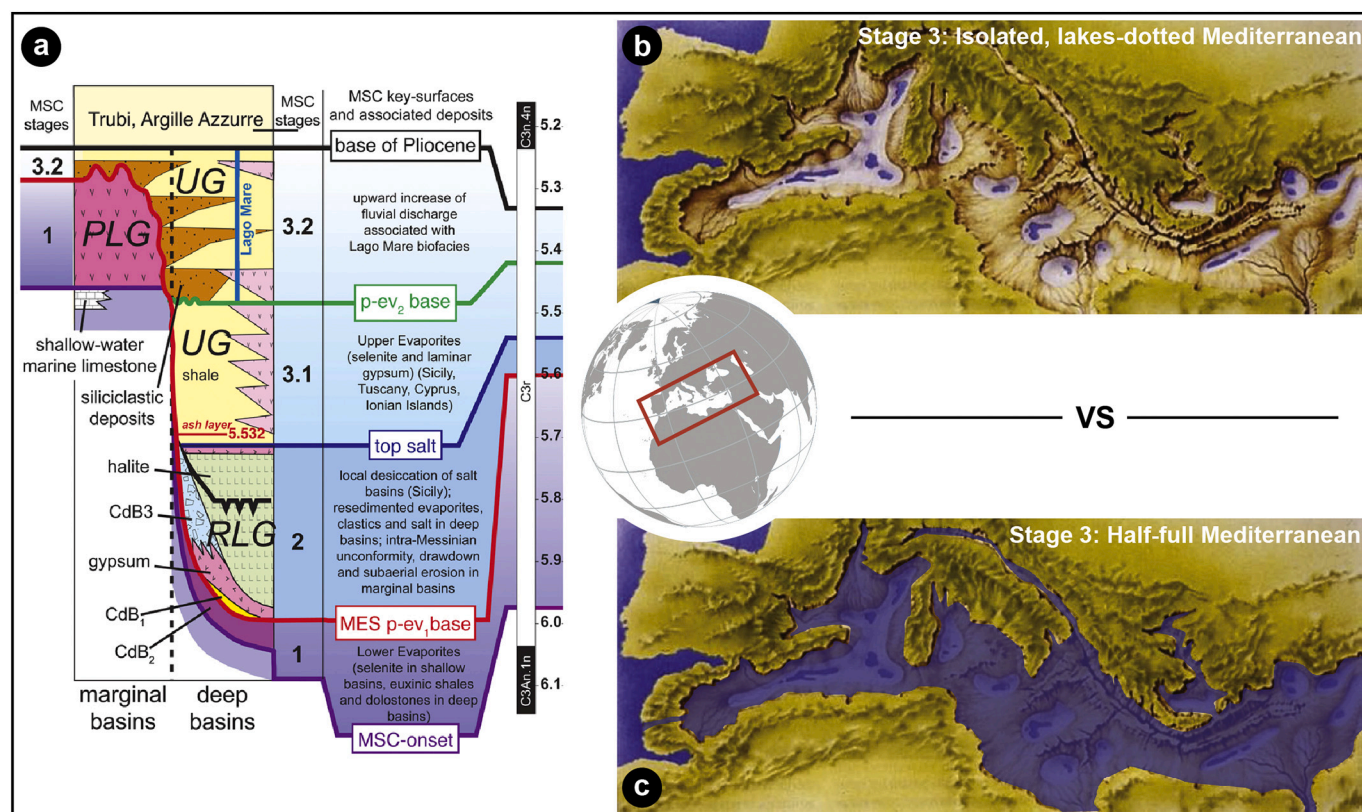 a
MSC
stages
Trubi, Argille Azzurre
MSC
stages
MSC key-surfaces
and associated deposits
base of Pliocene
3.2
1
UG
PLG
Lago Mare
3.2
upward increase of
fluvial discharge
associated with
Lago Mare biofacies
p-ev2 base
shallow-water
marine limestone
siliciclastic
deposits
UG
shale
3.1
Upper Evaporites
(selenite and laminar
gypsum) (Sicily,
Tuscany, Cyprus,
Ionian Islands)
ash layer
5.532
top salt
halite
CdB3
RLG
gypsum
CdB1
CdB2
2
local desiccation of salt
basins (Sicily);
resedimented evaporites,
clastics and salt in deep
basins; intra-Messinian
unconformity, drawdown
and subaerial erosion in
marginal basins
MES p-ev1base
1
Lower Evaporites
(selenite in shallow
basins, euxinic shales
and dolostones in deep
basins)
MSC-onset
marginal
basins
deep
basins
C3n.4n
C3r
C3An.1n
5.2
5.3
5.4
5.5
5.6
5.7
5.8
5.9
6.0
6.1
b
Stage 3: Isolated, lakes-dotted Mediterranean
VS
Stage 3: Half-full Mediterranean
c